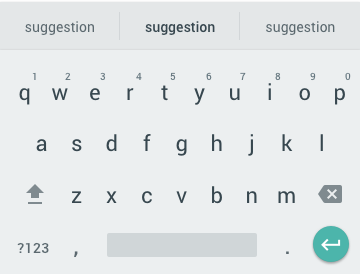 suggestion suggestion suggestion
1 2 3 4 5 6 7 8 9 0
q w e r t y u i o p
a s d f g h j k l
z x c v b n m
?123 , .